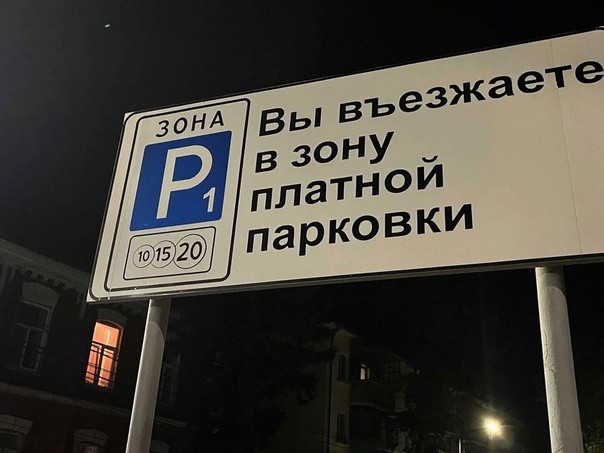 ЗОНА
P 1
10 15 20
Вы въезжаете
в зону
платной
парковки